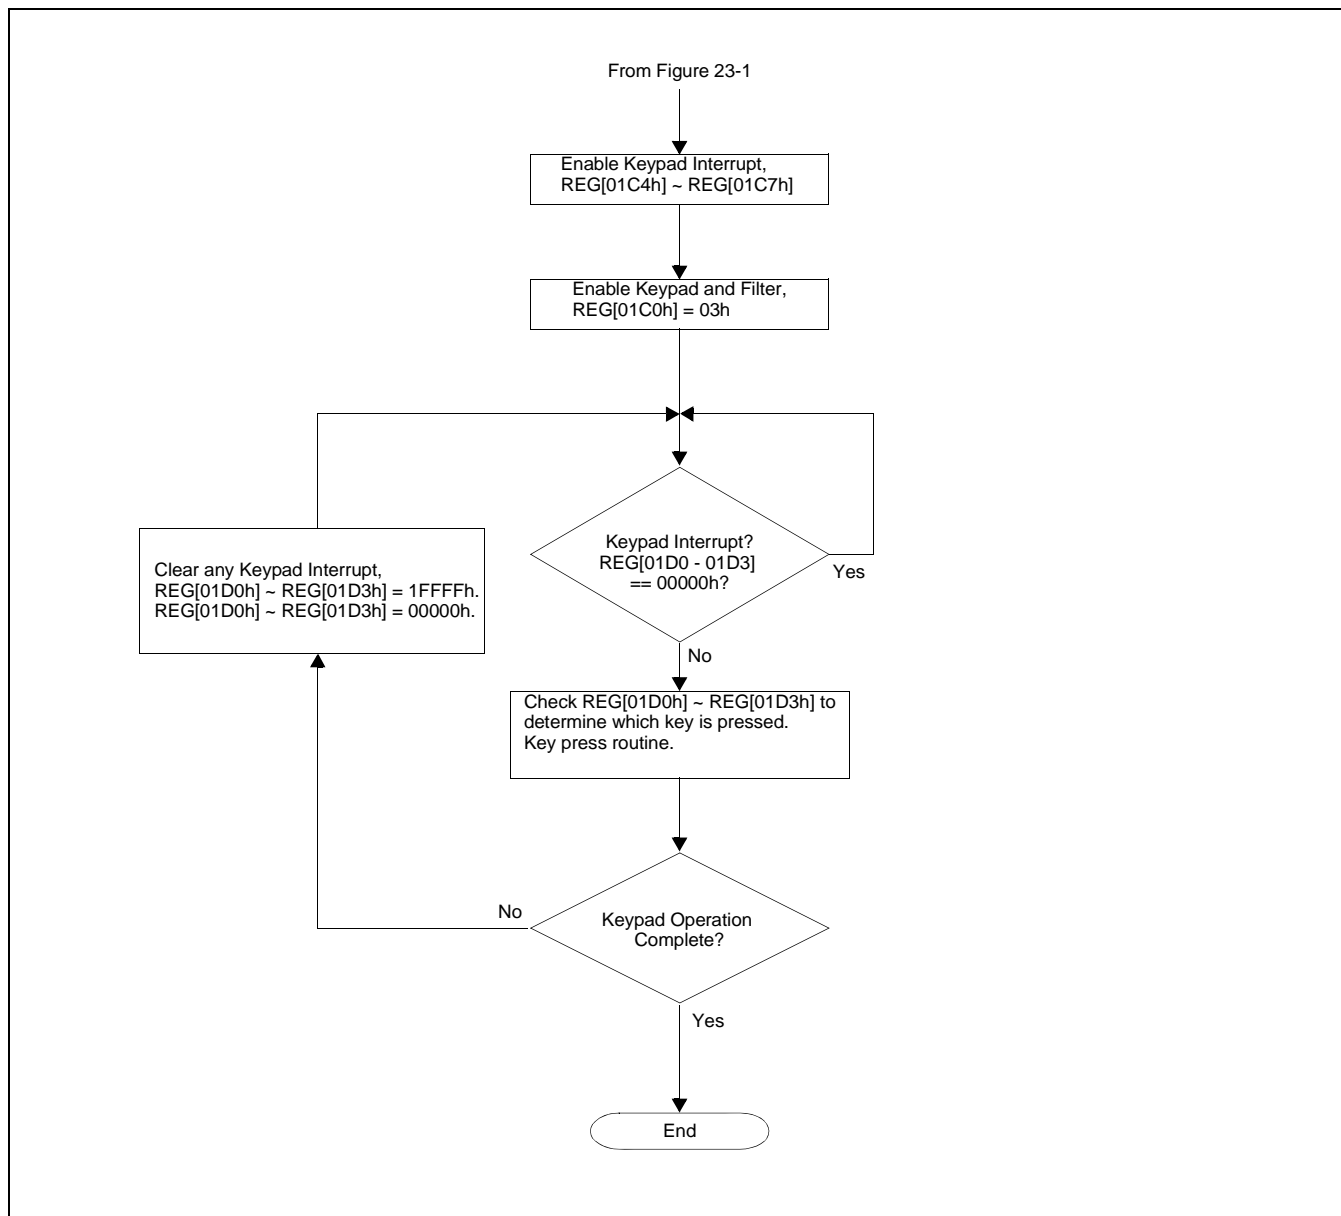 From Figure 23-1
Enable Keypad Interrupt,
REG[01C4h] ~ REG[01C7h]
Enable Keypad and Filter,
REG[01C0h] = 03h
Keypad Interrupt?
REG[01D0 - 01D3]
== 00000h?
Yes
Clear any Keypad Interrupt,
REG[01D0h] ~ REG[01D3h] = 1FFFFh.
REG[01D0h] ~ REG[01D3h] = 00000h.
No
Check REG[01D0h] ~ REG[01D3h] to
determine which key is pressed.
Key press routine.
No
Keypad Operation
Complete?
Yes
End